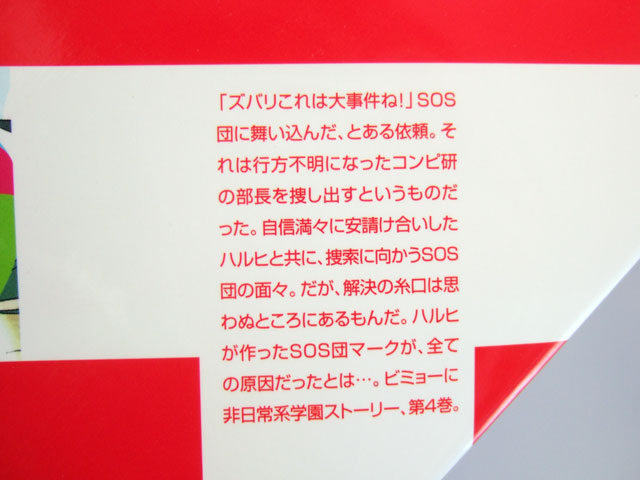 「ズバリこれは大事件ね!」SOS
団に舞い込んだ、とある依頼。そ
れは行方不明になったコンピ研
の部長を捜し出すというものだ
った。自信満々に安請け合いした
ハルヒと共に、捜索に向かうSOS
団の面々。だが、解決の糸口は思
わぬところにあるもんだ。ハルヒ
が作ったSOS団マークが、全て
の原因だったとは…。ビミョーに
非日常系学園ストーリー、第4巻。